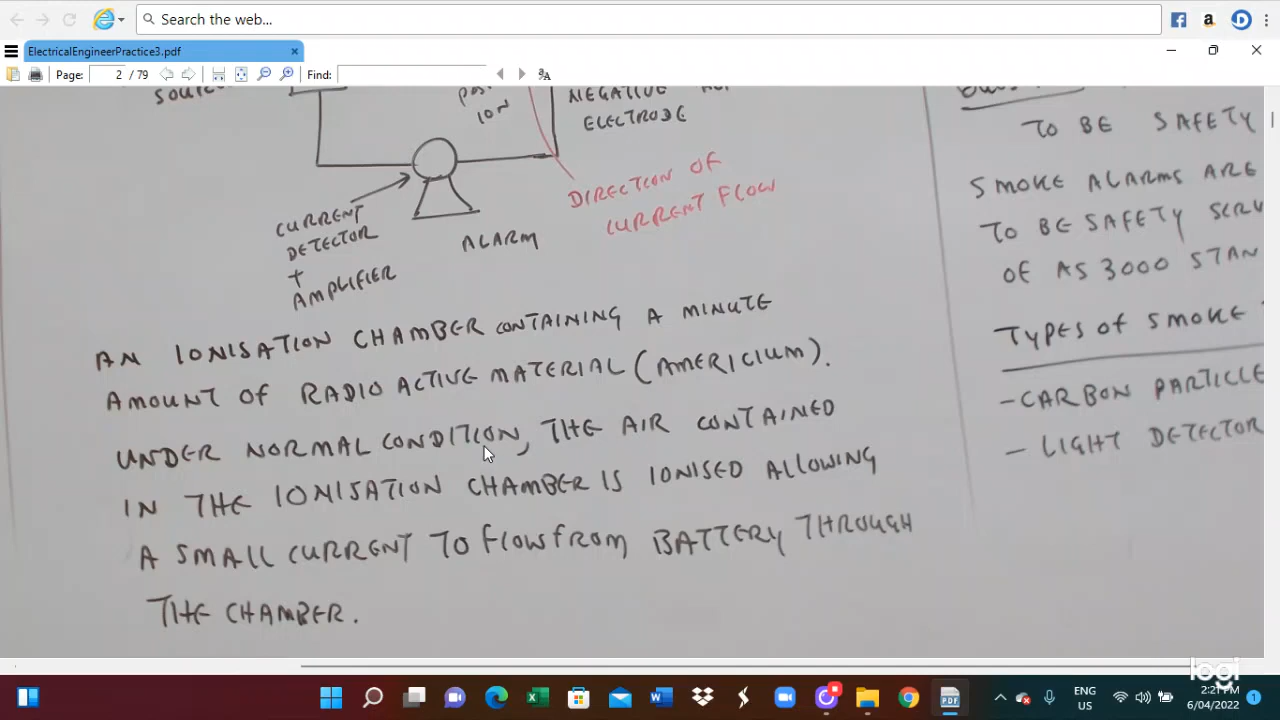 Search the web...
ElectricalEngineerPractice3.pdf
Page: 2 / 79 Find:
ION
NEGATIVE
ELECTRODE
DIRECTION OF
CURRENT FLOW
CURRENT
DETECTOR
+
AMPLIFIER
ALARM
AN IONISATION CHAMBER CONTAINING A MINUTE
AMOUNT OF RADIO ACTIVE MATERIAL (AMERICIUM).
UNDER NORMAL CONDITION, THE AIR CONTAINED
IN THE IONISATION CHAMBER IS IONISED ALLOWING
A SMALL CURRENT TO FLOW FROM BATTERY THROUGH
THE CHAMBER.
TO BE SAFETY
SMOKE ALARMS ARE
TO BE SAFETY
OF AS 3000 STAN
TYPES OF SMOKE
- CARBON PARTICLE
- LIGHT DETECTOR
logi
ENG
US
2:21 PM
6/04/2022
1